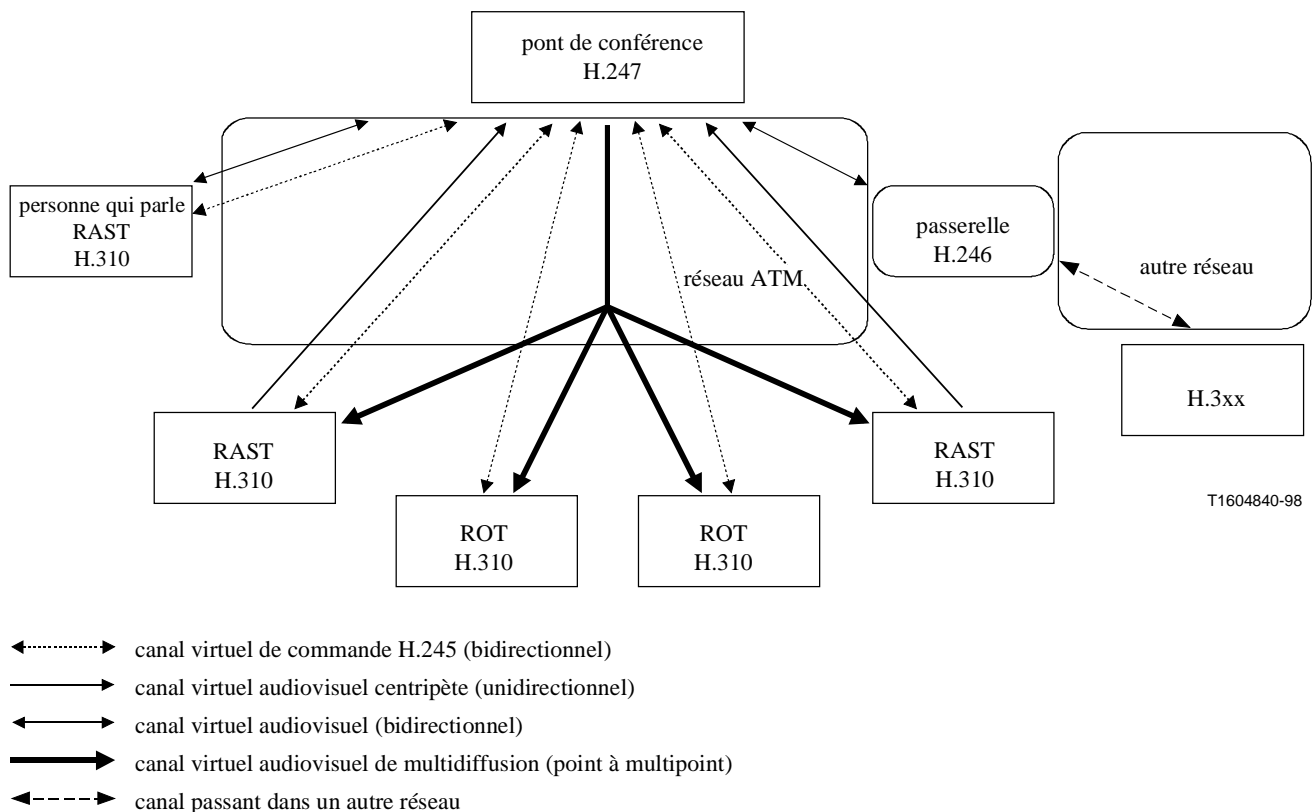 pont de conférence
H.247
personne qui parle
RAST
H.310
passerelle
H.246
réseau ATM
autre réseau
H.3xx
RAST
H.310
RAST
H.310
ROT
H.310
ROT
H.310
T1604840-98
canal virtuel de commande H.245 (bidirectionnel)
canal virtuel audiovisuel centripète (unidirectionnel)
canal virtuel audiovisuel (bidirectionnel)
canal virtuel audiovisuel de multidiffusion (point à multipoint)
canal passant dans un autre réseau